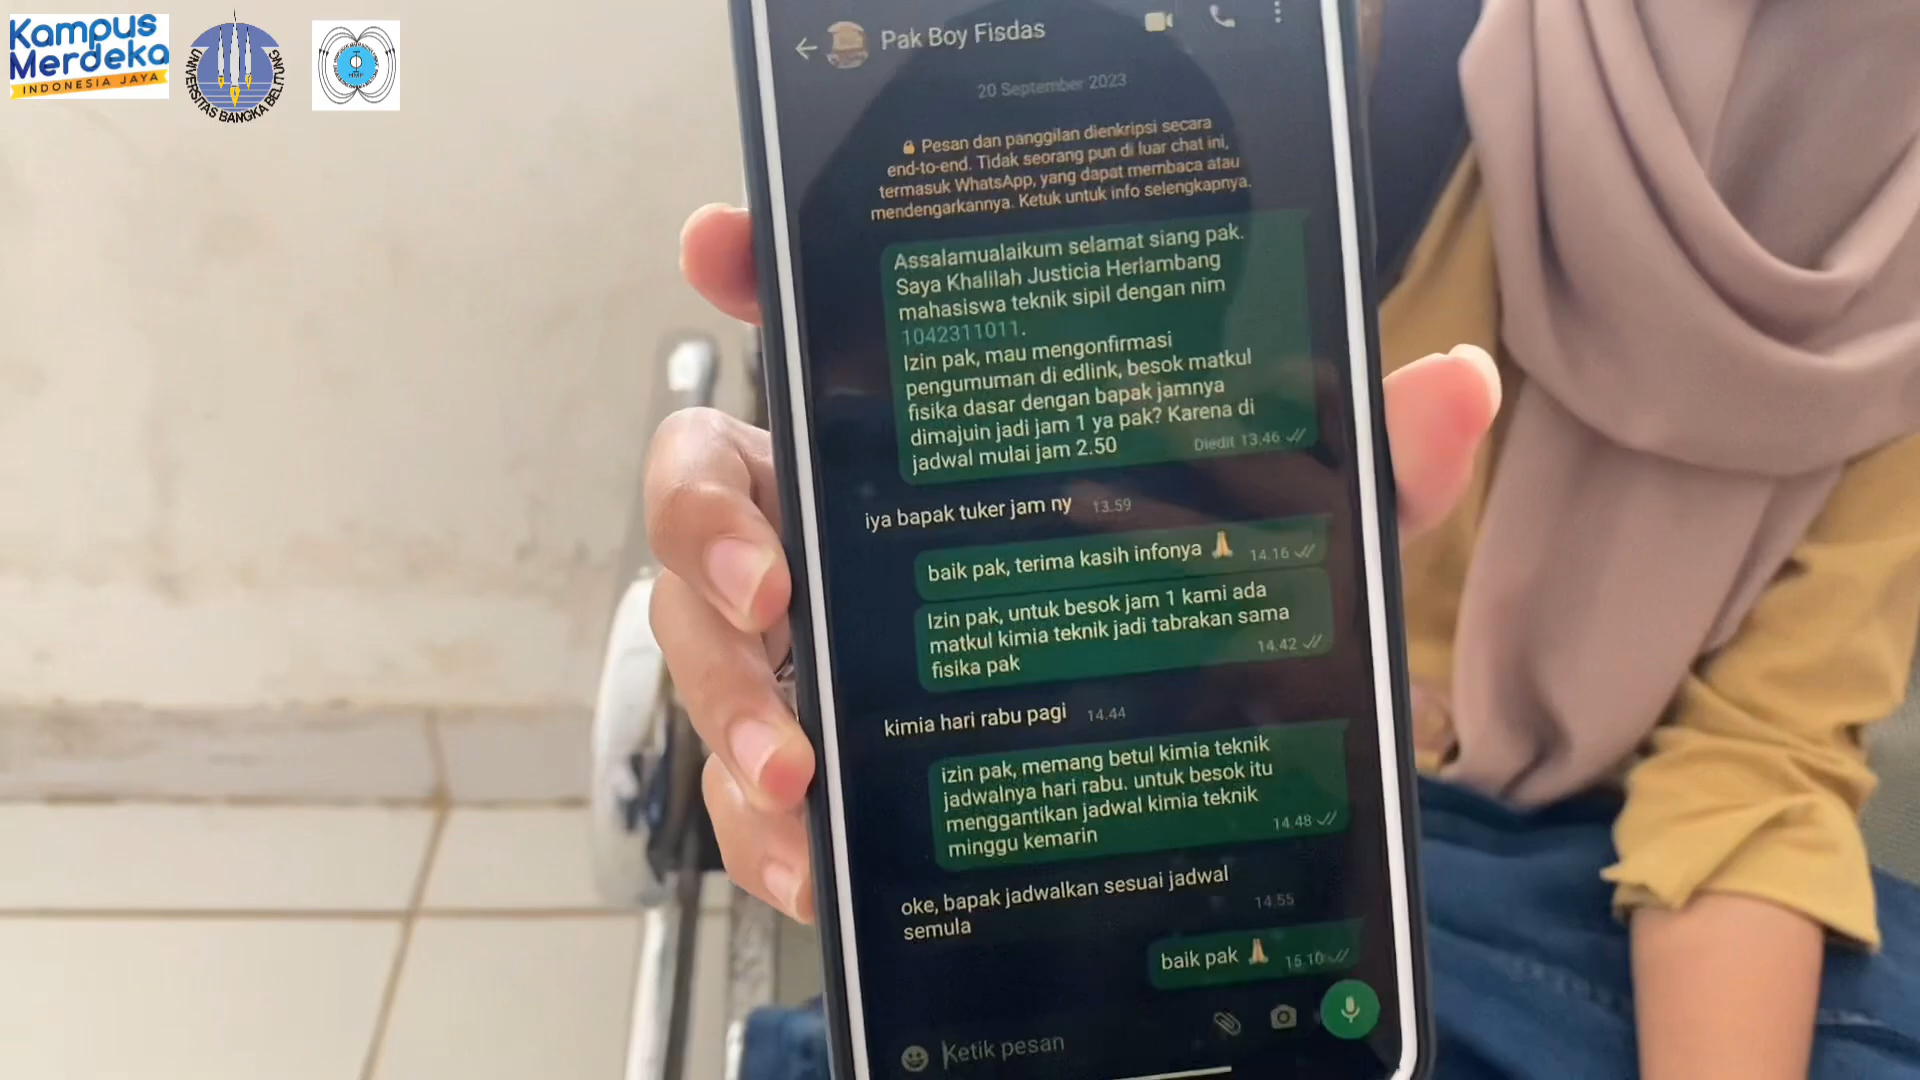 Kampus
Merdeka
INDONESIA JAYA
UNIVERSITAS BANGKA BELITUNG
HMF
Pak Boy Fisdas
20 September 2023
Pesan dan panggilan dienkripsi secara
end-to-end. Tidak seorang pun di luar chat ini,
termasuk WhatsApp, yang dapat membaca atau
mendengarkannya. Ketuk untuk info selengkapnya.
Assalamualaikum selamat siang pak.
Saya Khalilah Justicia Herlambang
mahasiswa teknik sipil dengan nim
1042311011.
Izin pak, mau mengonfirmasi
pengumuman di edlink, besok matkul
fisika dasar dengan bapak jamnya
dimajuin jadi jam 1 ya pak? Karena di
jadwal mulai jam 2.50 Diedit 13.46
iya bapak tuker jam ny 13.59
baik pak, terima kasih infonya 🙏🏻 14.16
Izin pak, untuk besok jam 1 kami ada
matkul kimia teknik jadi tabrakan sama
fisika pak 14.42
kimia hari rabu pagi 14.44
izin pak, memang betul kimia teknik
jadwalnya hari rabu. untuk besok itu
menggantikan jadwal kimia teknik
minggu kemarin 14.48
oke, bapak jadwalkan sesuai jadwal
semula 14.55
baik pak 🙏🏻 15.10
Ketik pesan